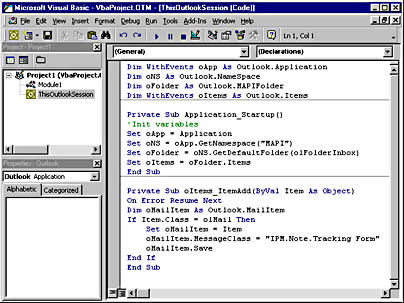 Microsoft Visual Basic - VbaProject.OTM - [ThisOutlookSession (Code)]
File Edit View Insert Format Debug Run Tools Add-Ins Window Help
Ln 1, Col 1
Project - Project1
Project1 (VbaProject.
Module1
ThisOutlookSession
Properties - Outlook
Outlook Application
Alphabetic Categorized
(General) (Declarations)
Dim WithEvents oApp As Outlook.Application
Dim oNS As Outlook.NameSpace
Dim oFolder As Outlook.MAPIFolder
Dim WithEvents oItems As Outlook.Items
Private Sub Application_Startup()
'Init variables
Set oApp = Application
Set oNS = oApp.GetNamespace("MAPI")
Set oFolder = oNS.GetDefaultFolder(olFolderInbox)
Set oItems = oFolder.Items
End Sub
Private Sub oItems_ItemAdd(ByVal Item As Object)
On Error Resume Next
Dim oMailItem As Outlook.MailItem
If Item.Class = olMail Then
Set oMailItem = Item
oMailItem.MessageClass = "IPM.Note.Tracking Form"
oMailItem.Save
End If
End Sub